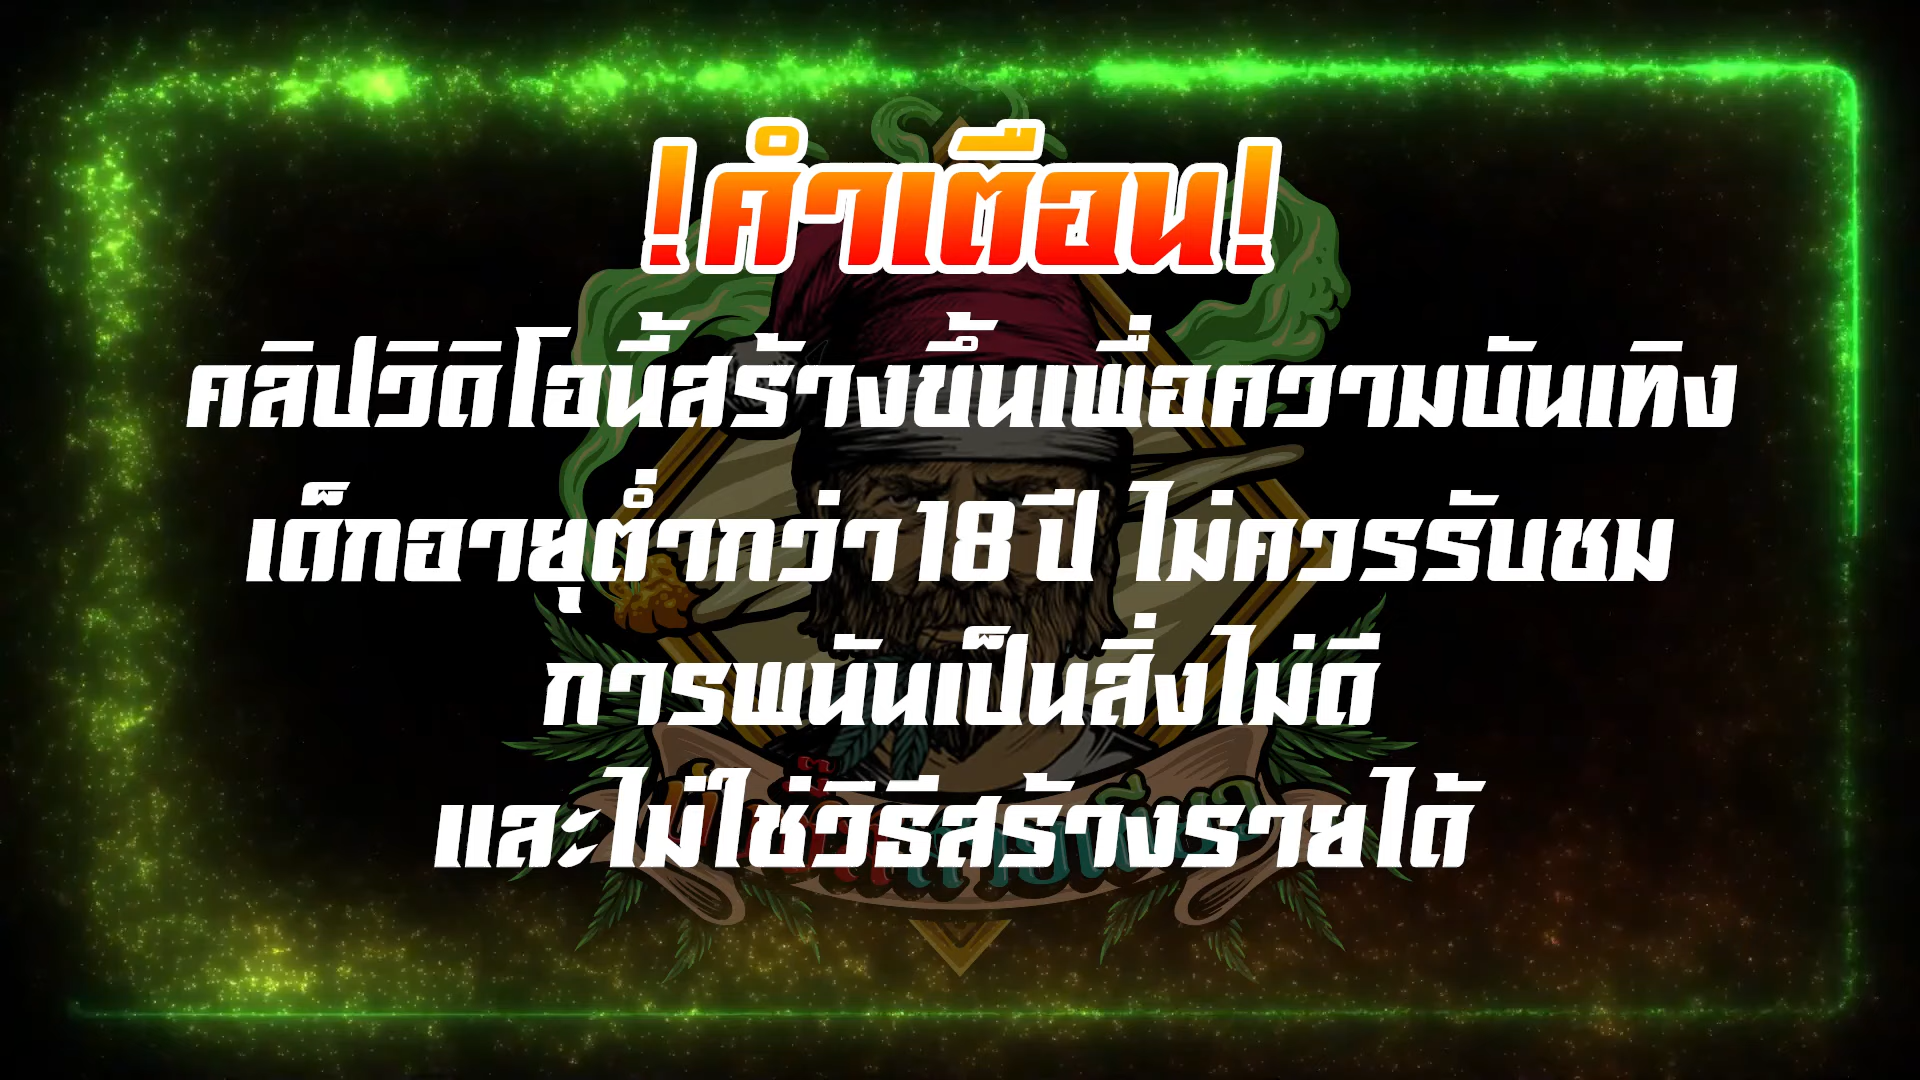 !คำเตือน!
คลิปวิดิโอนี้สร้างขึ้นเพื่อความบันเทิง
เด็กอายุต่ำกว่า 18 ปี ไม่ควรรับชม
การพนันเป็นสิ่งไม่ดี
และไม่ใช่วิธีสร้างรายได้